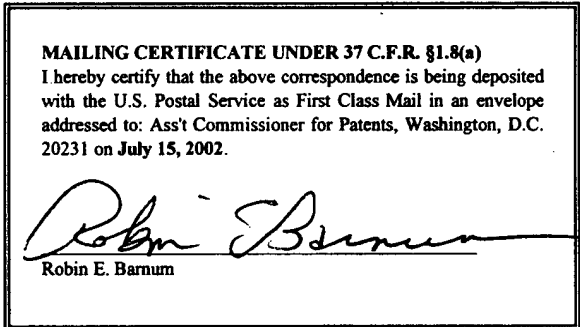 MAILING CERTIFICATE UNDER 37 C.F.R. §1.8(a)
I hereby certify that the above correspondence is being deposited
with the U.S. Postal Service as First Class Mail in an envelope
addressed to: Ass't Commissioner for Patents, Washington, D.C.
20231 on July 15, 2002.
Robin E Barnum
Robin E. Barnum